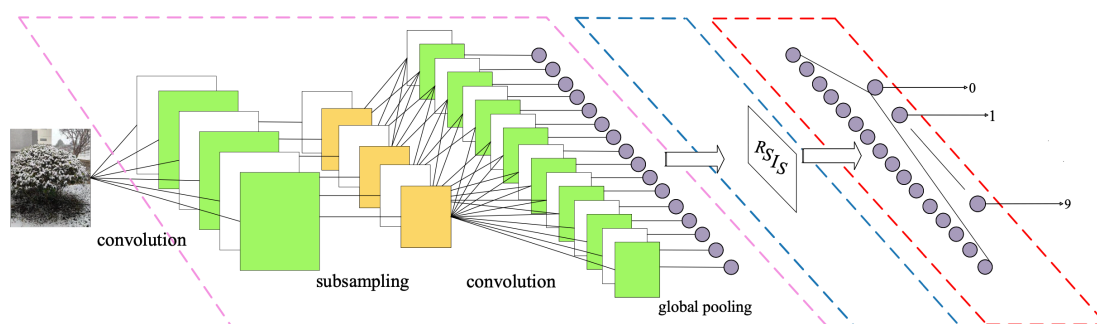 convolution
subsampling
convolution
global pooling
RSIS
0
1
9